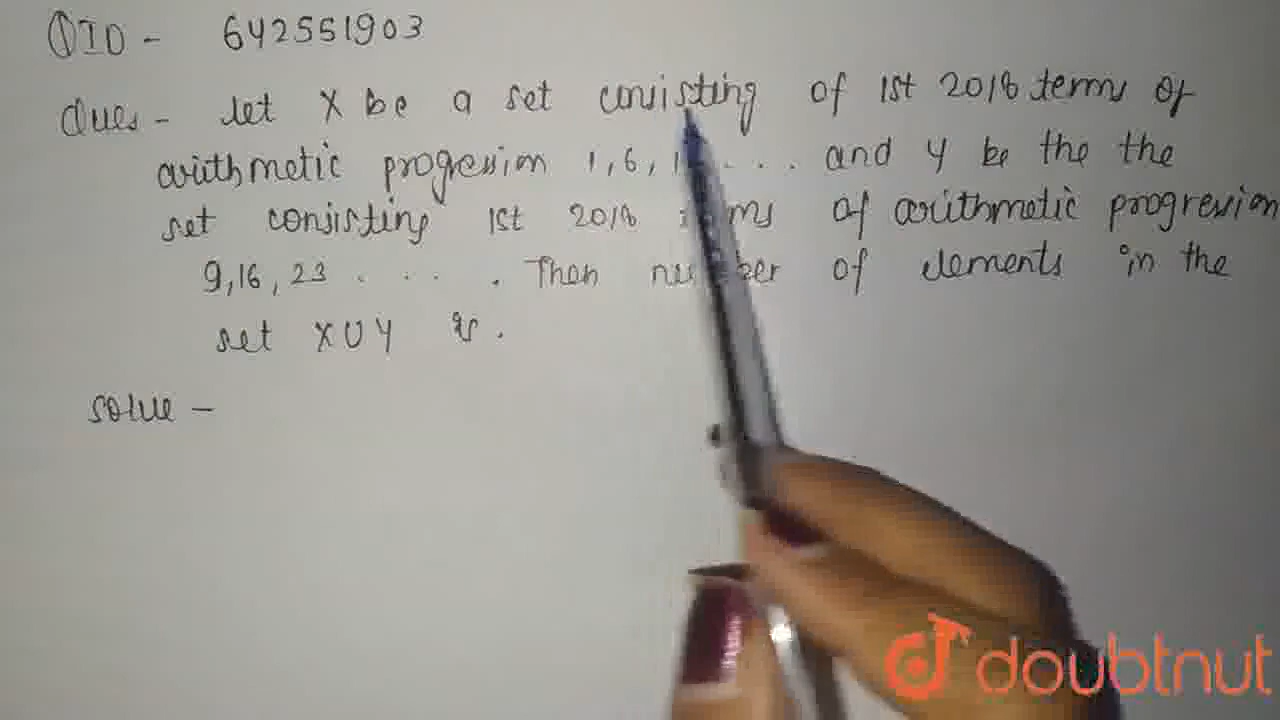 QID - 642551903
Ques - Let X be a set consisting of 1st 2018 terms of
arithmetic progression 1, 6, . . . and Y be the the
set consisting 1st 2018 of arithmetic progression
9, 16, 23 . . . . Then number of elements in the
set X U Y is .
Solve -
doubtnut